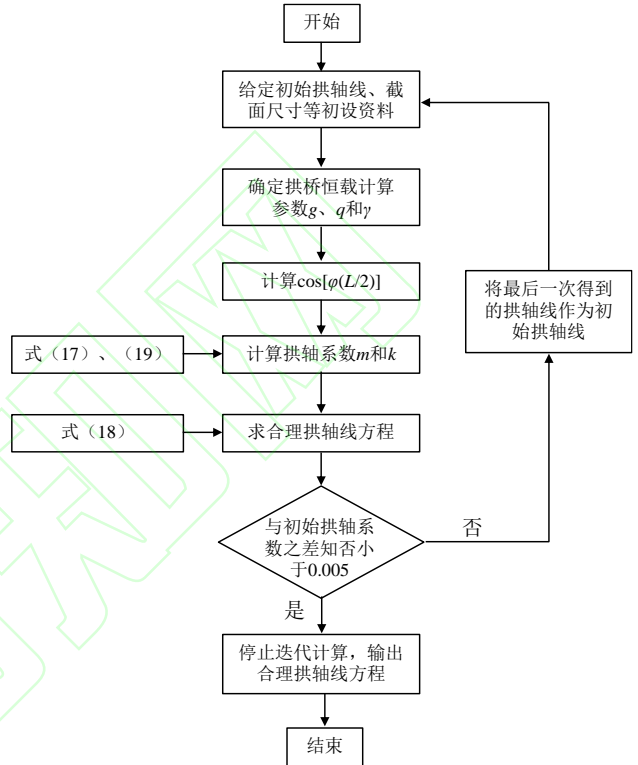 开始
给定初始拱轴线、截
面尺寸等初设资料
确定拱桥恒载计算
参数g、q和γ
计算cos[φ(L/2)]
将最后一次得到
的拱轴线作为初
始拱轴线
式（17）、（19）
计算拱轴系数m和k
式（18）
求合理拱轴线方程
与初始拱轴系
数之差知否小
于0.005
否
是
停止迭代计算，输出
合理拱轴线方程
结束